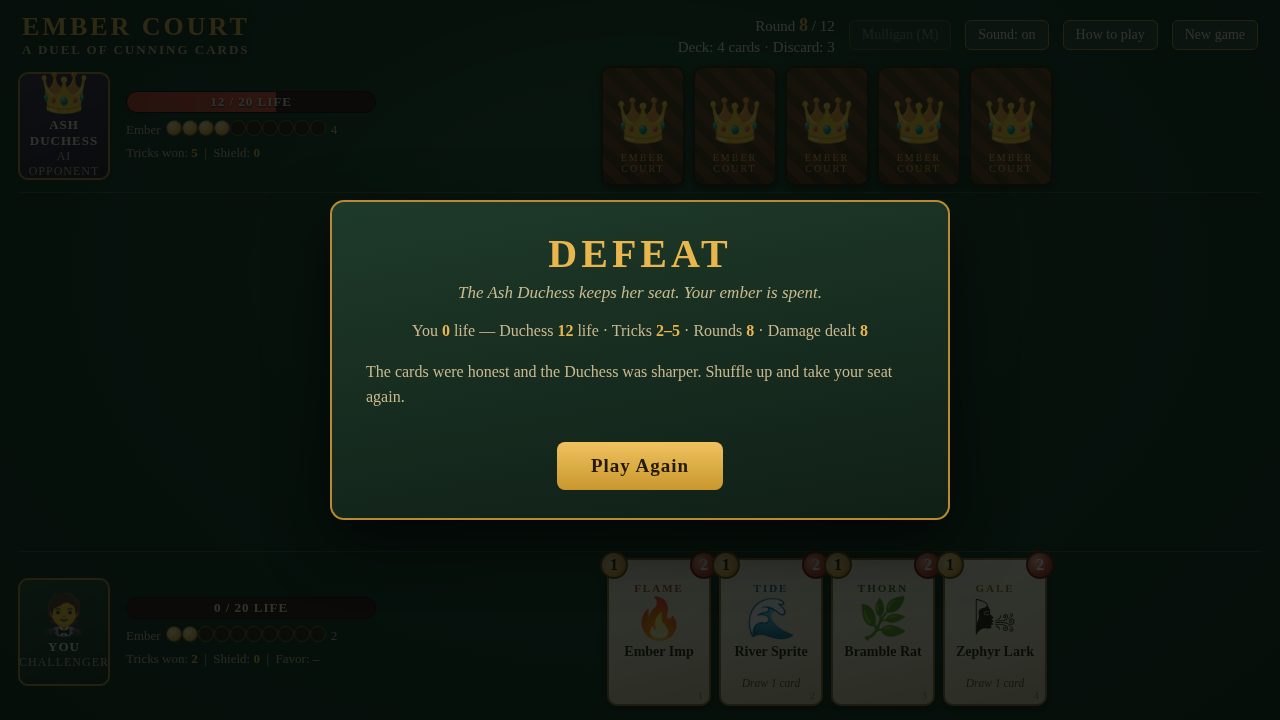 EMBER COURT
A DUEL OF CUNNING CARDS
Round 8 / 12
Deck: 4 cards · Discard: 3
Mulligan (M)
Sound: on
How to play
New game
ASH
DUCHESS
AI
OPPONENT
12 / 20 LIFE
Ember 4
Tricks won: 5 | Shield: 0
EMBER
COURT
EMBER
COURT
EMBER
COURT
EMBER
COURT
EMBER
COURT
DEFEAT
The Ash Duchess keeps her seat. Your ember is spent.
You 0 life — Duchess 12 life · Tricks 2–5 · Rounds 8 · Damage dealt 8
The cards were honest and the Duchess was sharper. Shuffle up and take your seat
again.
Play Again
YOU
CHALLENGER
0 / 20 LIFE
Ember 2
Tricks won: 2 | Shield: 0 | Favor: –
1 2
FLAME
Ember Imp
1
1 2
TIDE
River Sprite
Draw 1 card
2
1 2
THORN
Bramble Rat
3
1 2
GALE
Zephyr Lark
Draw 1 card
4